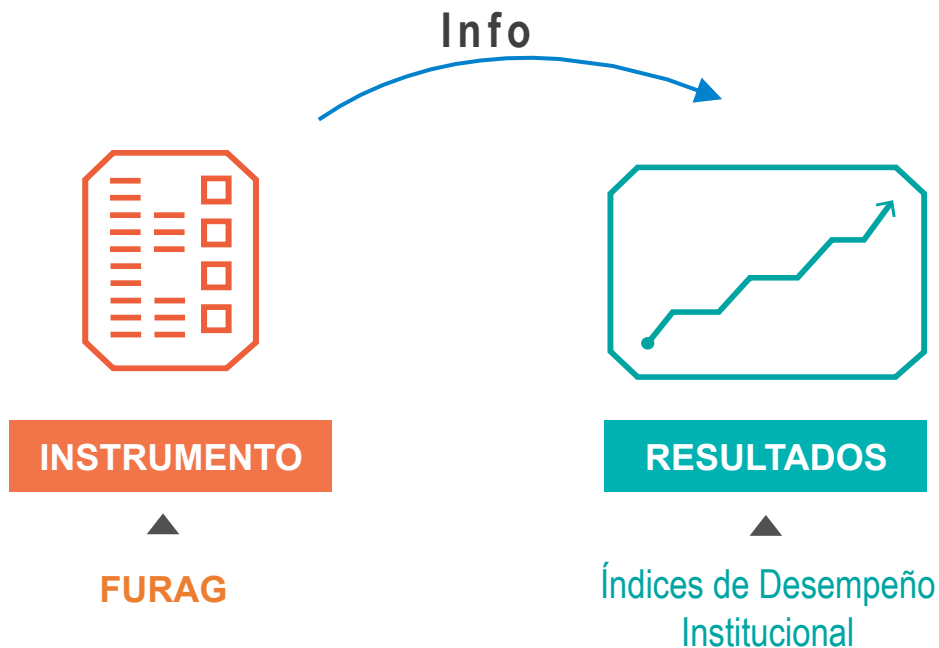 Info
INSTRUMENTO
RESULTADOS
FURAG
Índices de Desempeño
Institucional